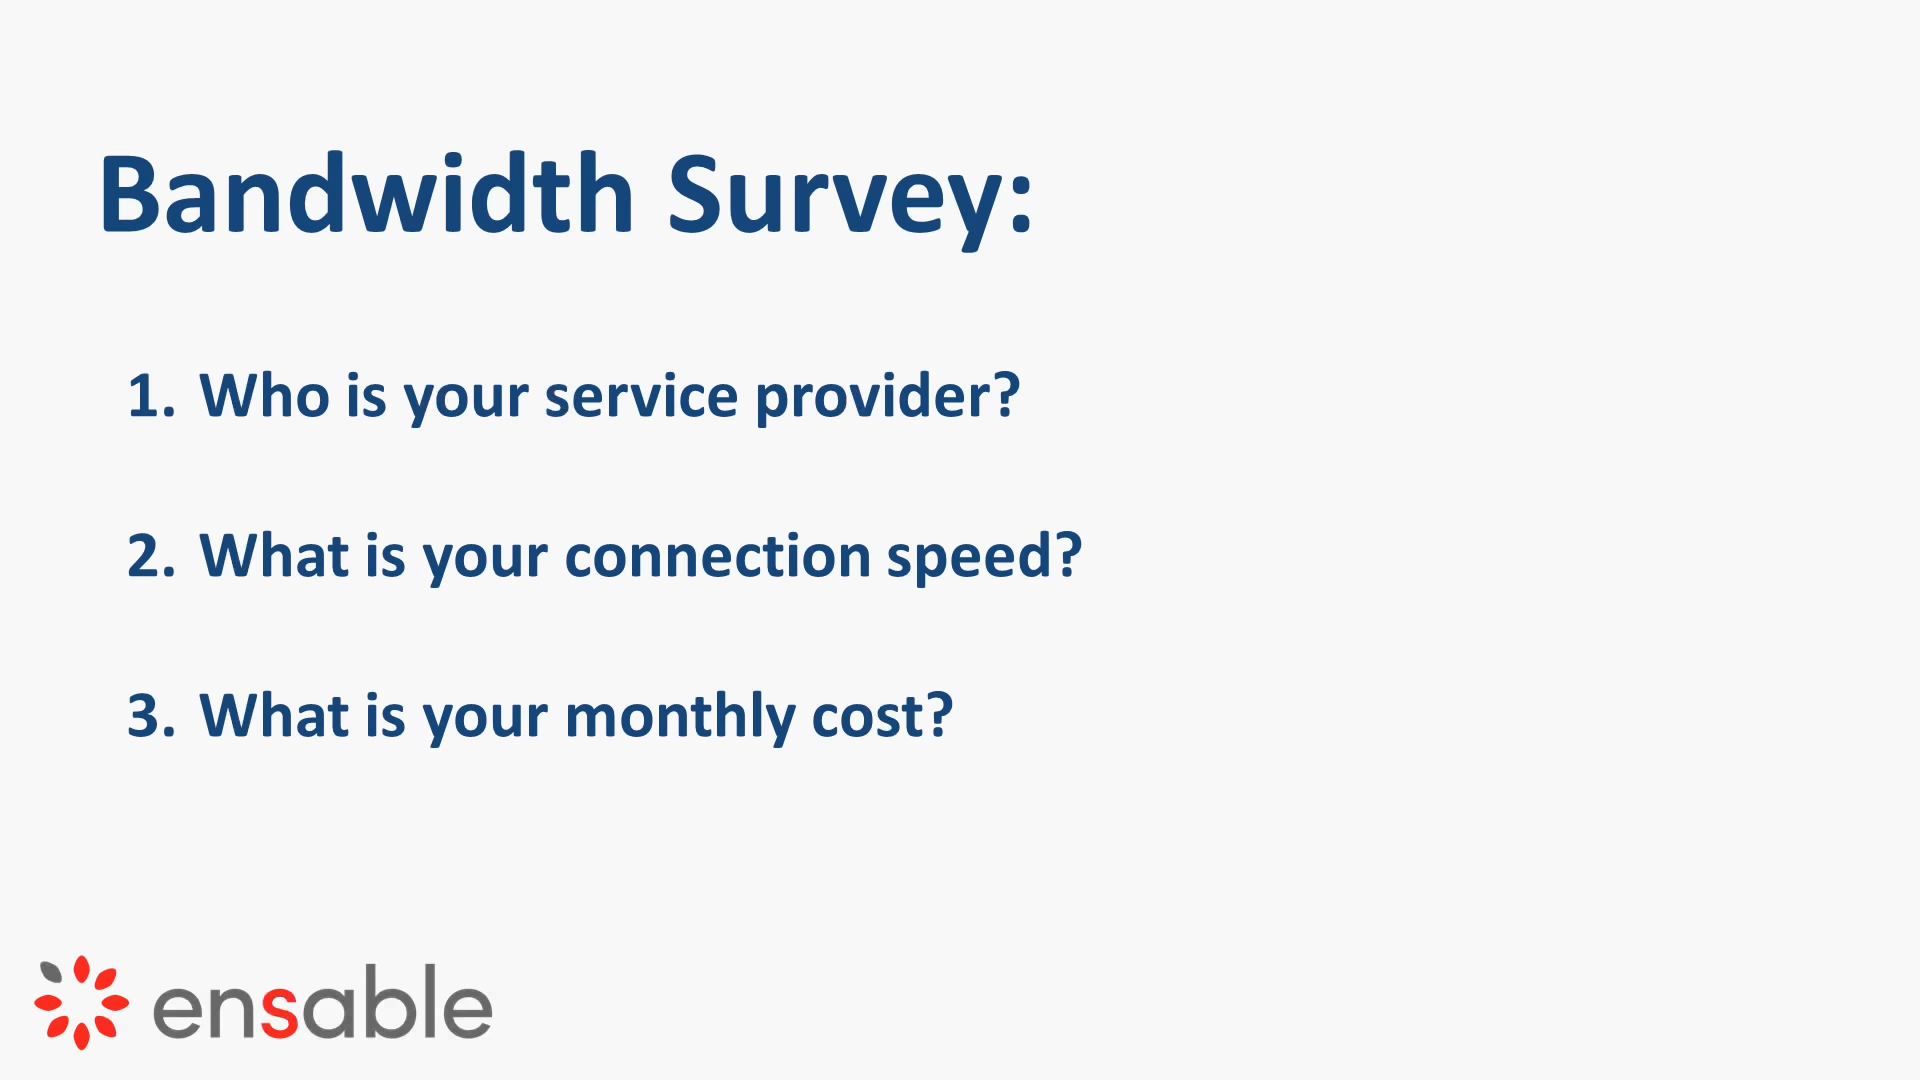 Bandwidth Survey:
1. Who is your service provider?
2. What is your connection speed?
3. What is your monthly cost?
ensable